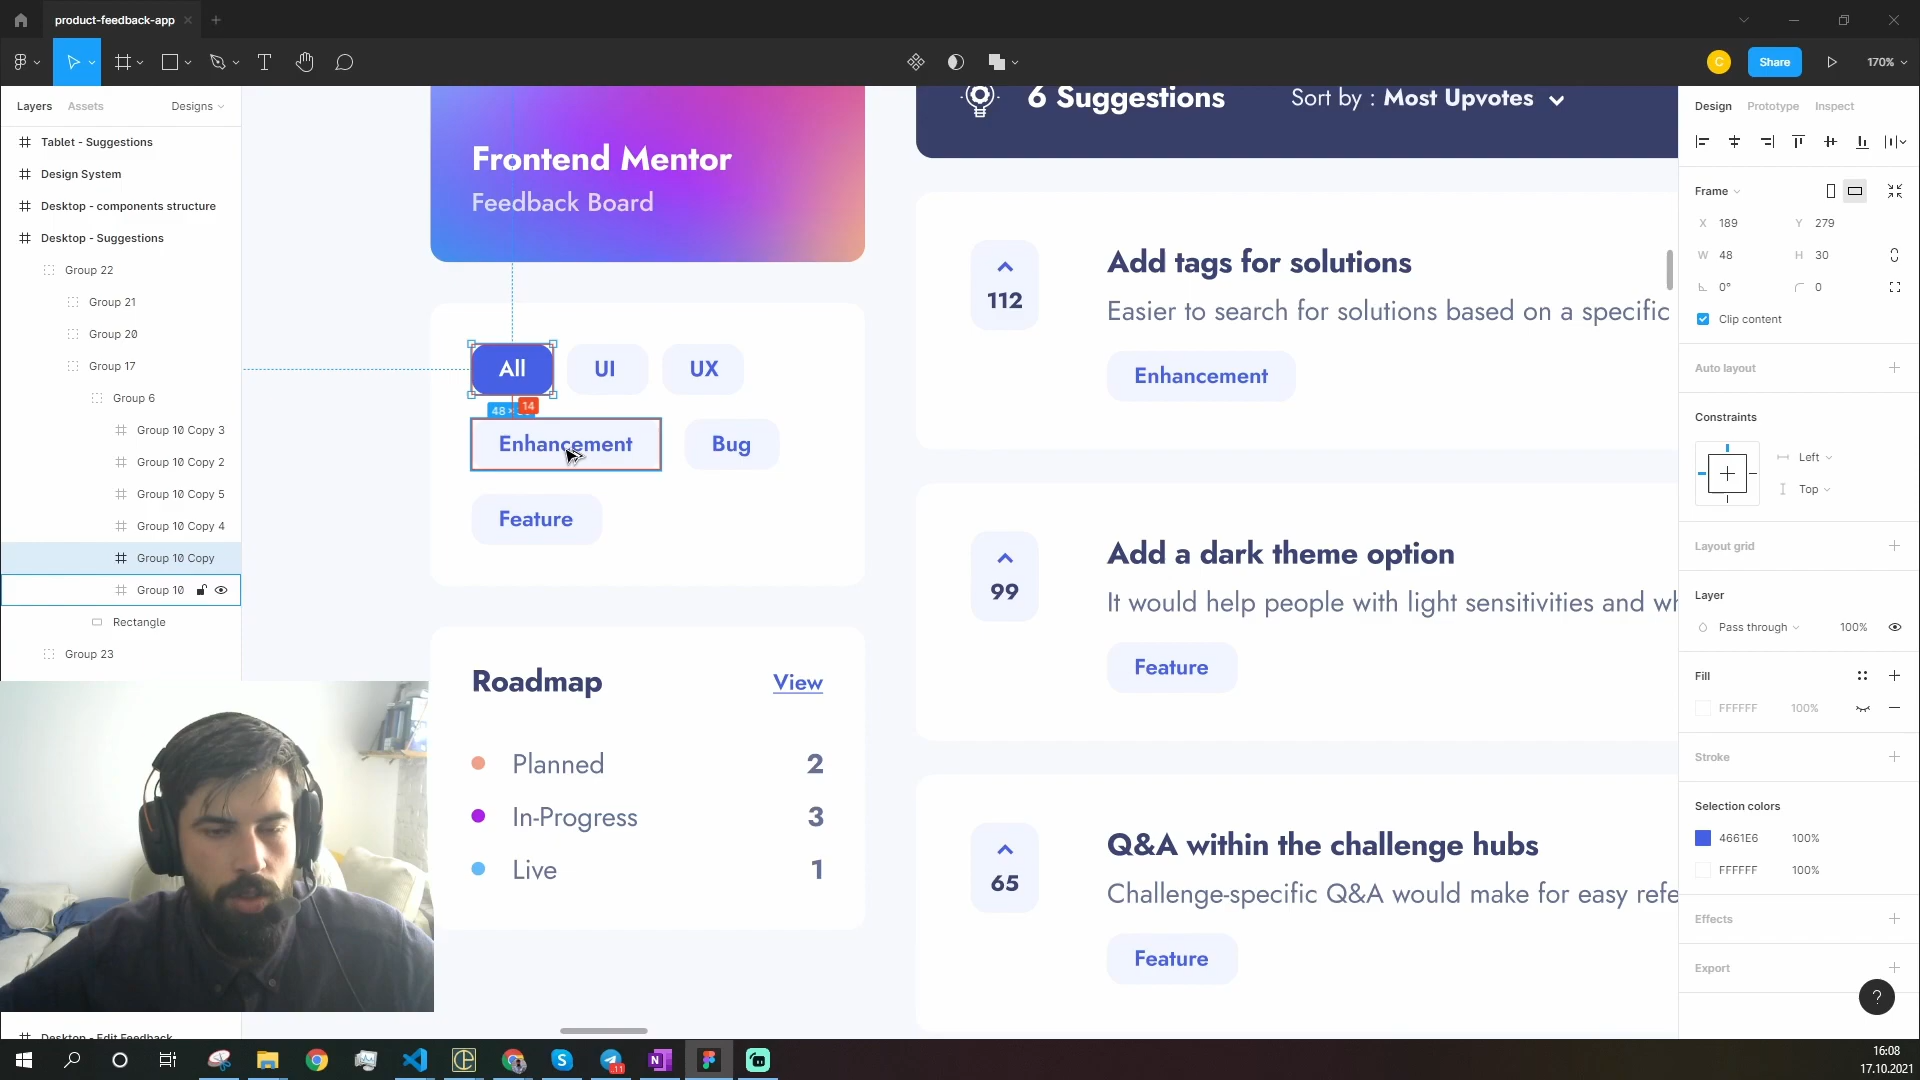 product-feedback-app
Share
170%
Layers
Assets
Designs
Tablet - Suggestions
Design System
Desktop - components structure
Desktop - Suggestions
Group 22
Group 21
Group 20
Group 17
Group 6
Group 10 Copy 3
Group 10 Copy 2
Group 10 Copy 5
Group 10 Copy 4
Group 10 Copy
Group 10
Rectangle
Group 23
Desktop - Edit Feedback
Frontend Mentor
Feedback Board
All
UI
UX
48 ×
14
Enhancement
Bug
Feature
Roadmap
View
Planned
2
In-Progress
3
Live
1
6 Suggestions
Sort by : Most Upvotes
112
Add tags for solutions
Easier to search for solutions based on a specific
Enhancement
99
Add a dark theme option
It would help people with light sensitivities and wh
Feature
65
Q&A within the challenge hubs
Challenge-specific Q&A would make for easy refe
Feature
Design
Prototype
Inspect
Frame
X 189
Y 279
W 48
H 30
0°
0
Clip content
Auto layout
Constraints
Left
Top
Layout grid
Layer
Pass through
100%
Fill
FFFFFF
100%
Stroke
Selection colors
4661E6
100%
FFFFFF
100%
Effects
Export
?
16:08
17.10.2021